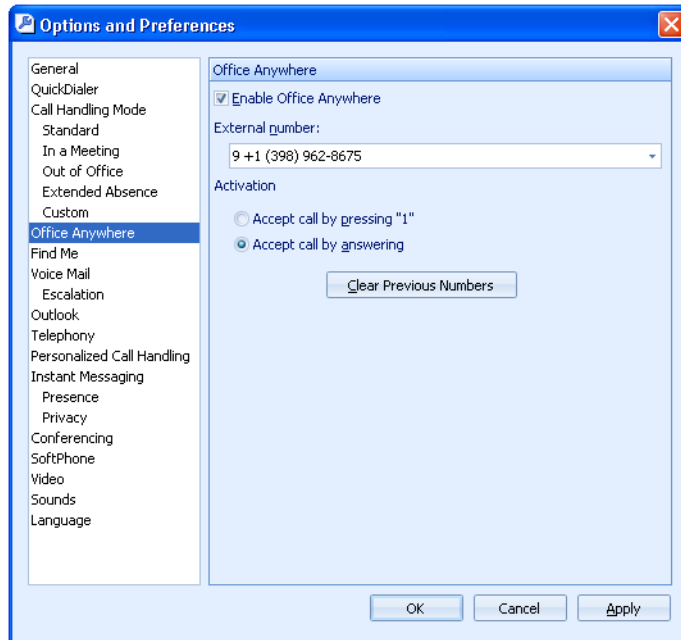 Options and Preferences
General
QuickDialer
Call Handling Mode
Standard
In a Meeting
Out of Office
Extended Absence
Custom
Office Anywhere
Find Me
Voice Mail
Escalation
Outlook
Telephony
Personalized Call Handling
Instant Messaging
Presence
Privacy
Conferencing
SoftPhone
Video
Sounds
Language
Office Anywhere
Enable Office Anywhere
External number:
9 +1 (398) 962-8675
Activation
Accept call by pressing "1"
Accept call by answering
Clear Previous Numbers
OK
Cancel
Apply